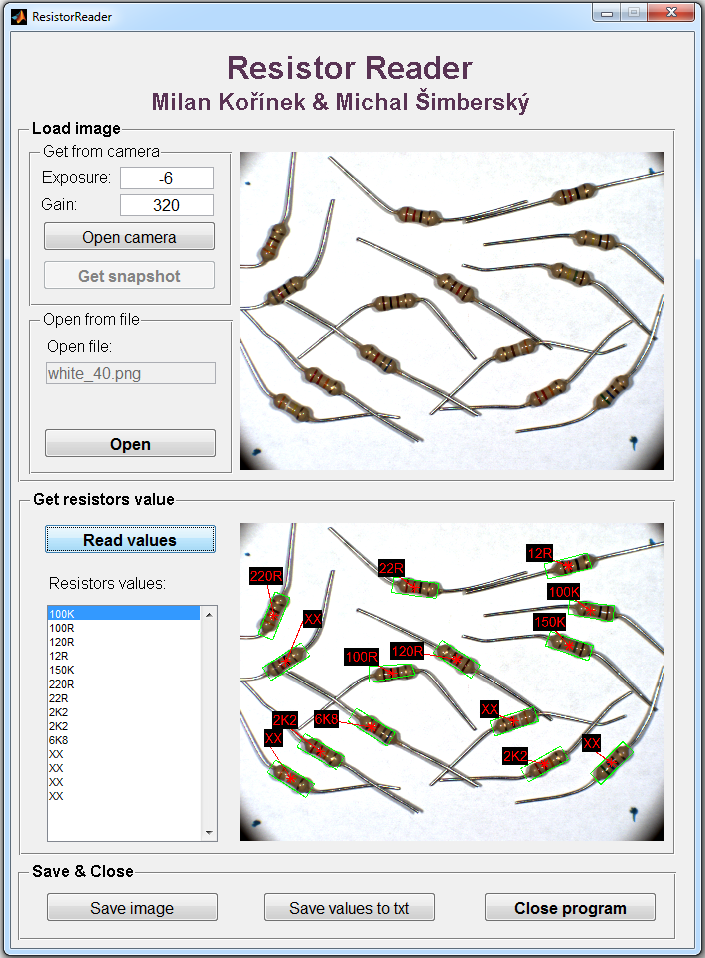 ResistorReader
Resistor Reader
Milan Kořínek & Michal Šimberský
Load image
Get from camera
Exposure: -6
Gain: 320
Open camera
Get snapshot
Open from file
Open file:
white_40.png
Open
Get resistors value
Read values
Resistors values:
100K
100R
120R
12R
150K
220R
22R
2K2
2K2
6K8
XX
XX
XX
XX
12R
22R
220R
100K
XX
150K
100R
120R
XX
2K2
6K8
XX
XX
2K2
Save & Close
Save image
Save values to txt
Close program